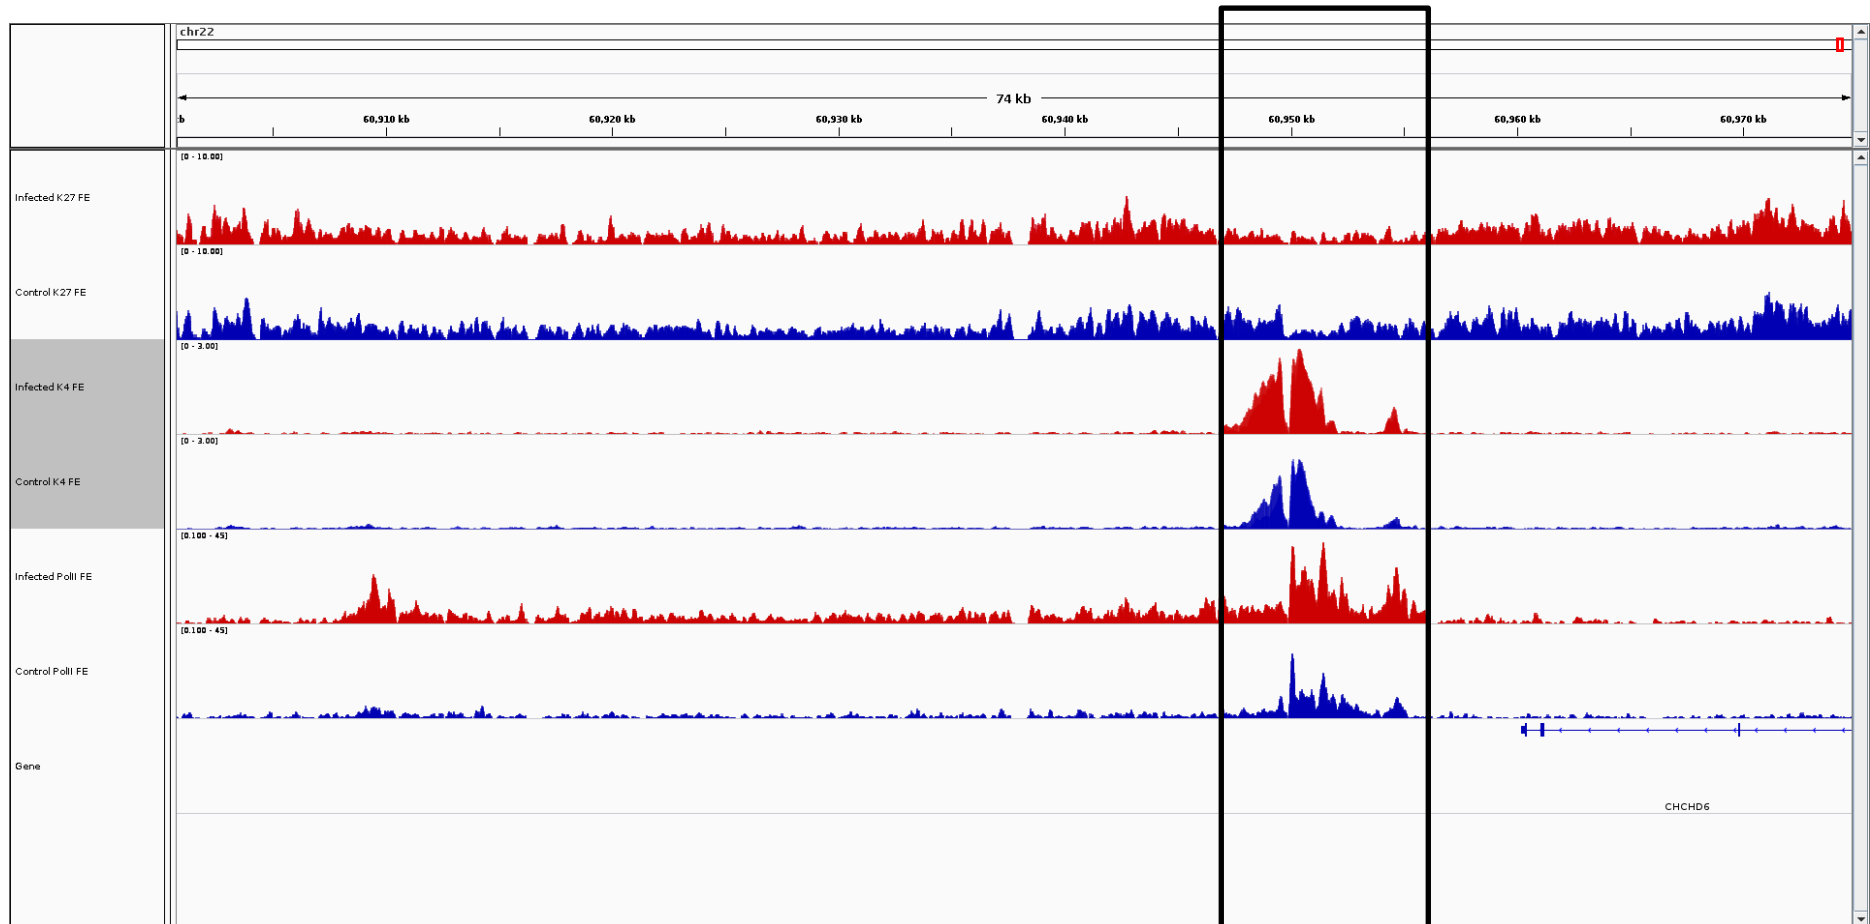 chr22
74 kb
b 60,910 kb 60,920 kb 60,930 kb 60,940 kb 60,950 kb 60,960 kb 60,970 kb
[0 - 10.00]
Infected K27 FE
[0 - 10.00]
Control K27 FE
[0 - 3.00]
Infected K4 FE
[0 - 3.00]
Control K4 FE
[0.100 - 45]
Infected PolII FE
[0.100 - 45]
Control PolII FE
Gene
CHCHD6